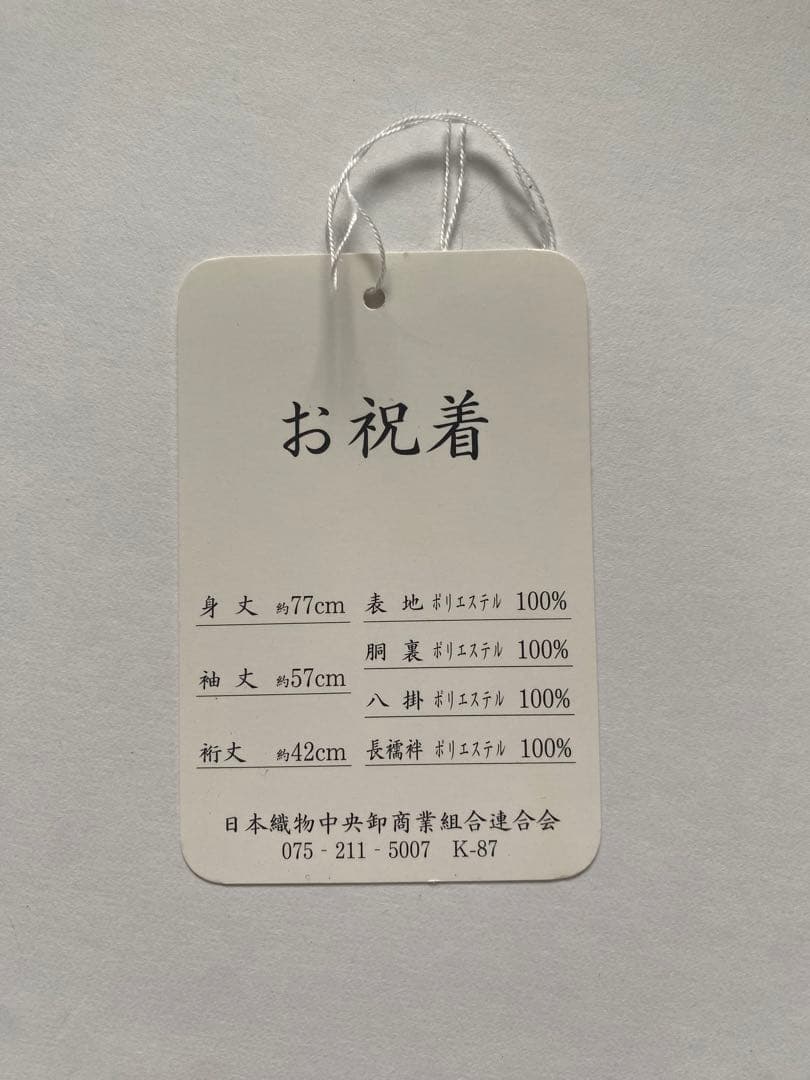 お祝着
身丈 約77cm
袖丈 約57cm
裄丈 約42cm
表地 ポリエステル 100%
胴裏 ポリエステル 100%
八掛 ポリエステル 100%
長襦袢 ポリエステル 100%
日本織物中央卸商業組合連合会
075-211-5007 K-87